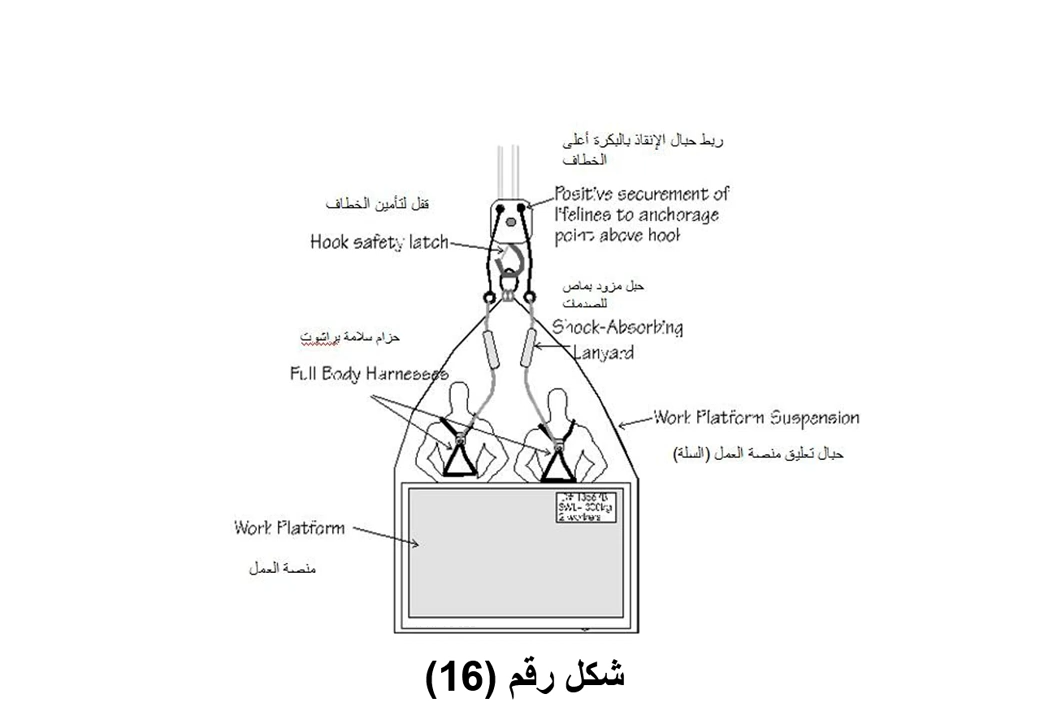 ربط حبال الإنقاذ بالبكرة أعلى
الخطاف
Positive securement of
lifelines to anchorage
point above hook
قفل لتأمين الخطاف
Hook safety latch
حبل مزود بماص
للصدمات
Shock-Absorbing
Lanyard
حزام سلامة براشوت
Full Body Harnesses
Work Platform Suspension
حبال تعليق منصة العمل (السلة)
SWL- 300kg
2 workers
Work Platform
منصة العمل
شكل رقم (16)